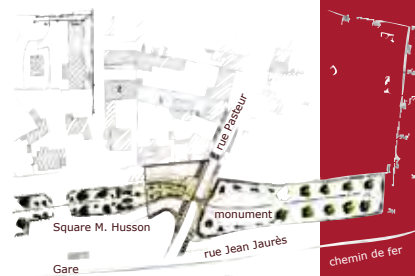 rue Pasteur
monument
Square M. Husson
rue Jean Jaurès
chemin de fer
Gare